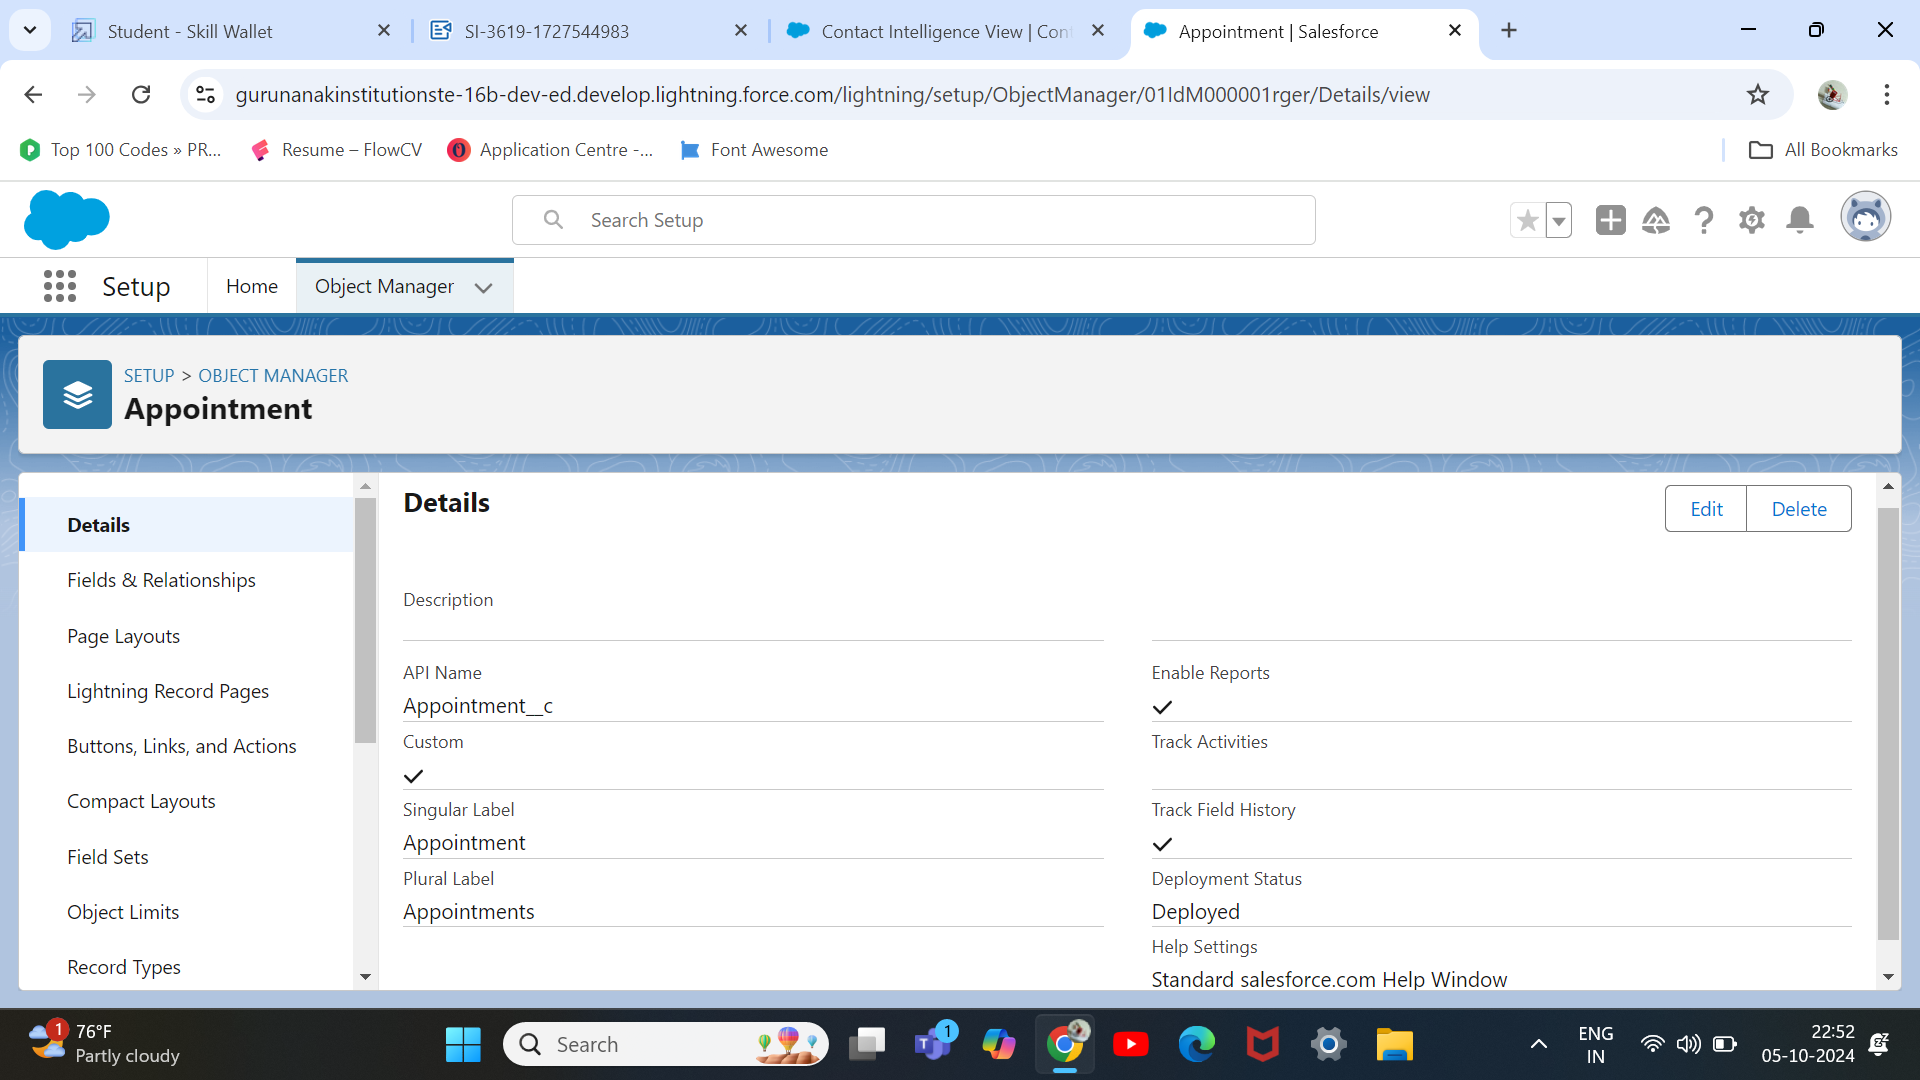 Student - Skill Wallet
SI-3619-1727544983
Contact Intelligence View | Cont
Appointment | Salesforce
gurunanakinstitutionste-16b-dev-ed.develop.lightning.force.com/lightning/setup/ObjectManager/01IdM000001rger/Details/view
Top 100 Codes » PR...
Resume – FlowCV
Application Centre -...
Font Awesome
All Bookmarks
Search Setup
Setup
Home
Object Manager
SETUP > OBJECT MANAGER
Appointment
Details
Fields & Relationships
Page Layouts
Lightning Record Pages
Buttons, Links, and Actions
Compact Layouts
Field Sets
Object Limits
Record Types
Details
Edit
Delete
Description
API Name
Appointment__c
Custom
Singular Label
Appointment
Plural Label
Appointments
Enable Reports
Track Activities
Track Field History
Deployment Status
Deployed
Help Settings
Standard salesforce.com Help Window
1
76°F
Partly cloudy
Search
1
ENG
IN
22:52
05-10-2024